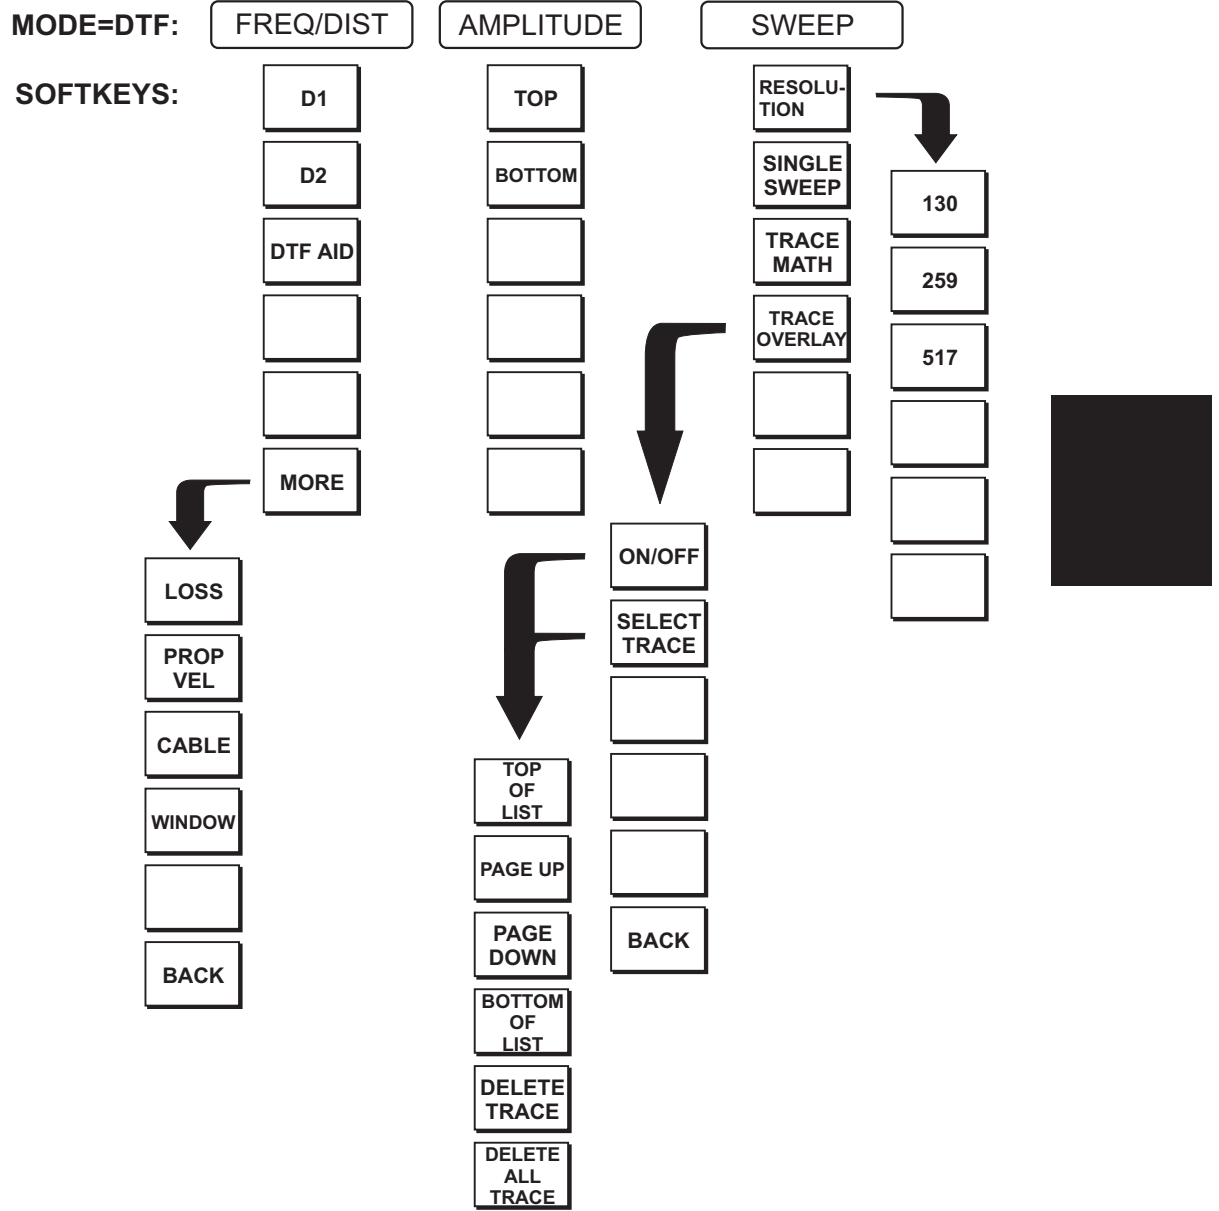 MODE=DTF:
FREQ/DIST
AMPLITUDE
SWEEP
SOFTKEYS:
D1
D2
DTF AID
MORE
LOSS
PROP
VEL
CABLE
WINDOW
BACK
TOP
BOTTOM
RESOLU-
TION
SINGLE
SWEEP
TRACE
MATH
TRACE
OVERLAY
130
259
517
ON/OFF
SELECT
TRACE
BACK
TOP
OF
LIST
PAGE UP
PAGE
DOWN
BOTTOM
OF
LIST
DELETE
TRACE
DELETE
ALL
TRACE